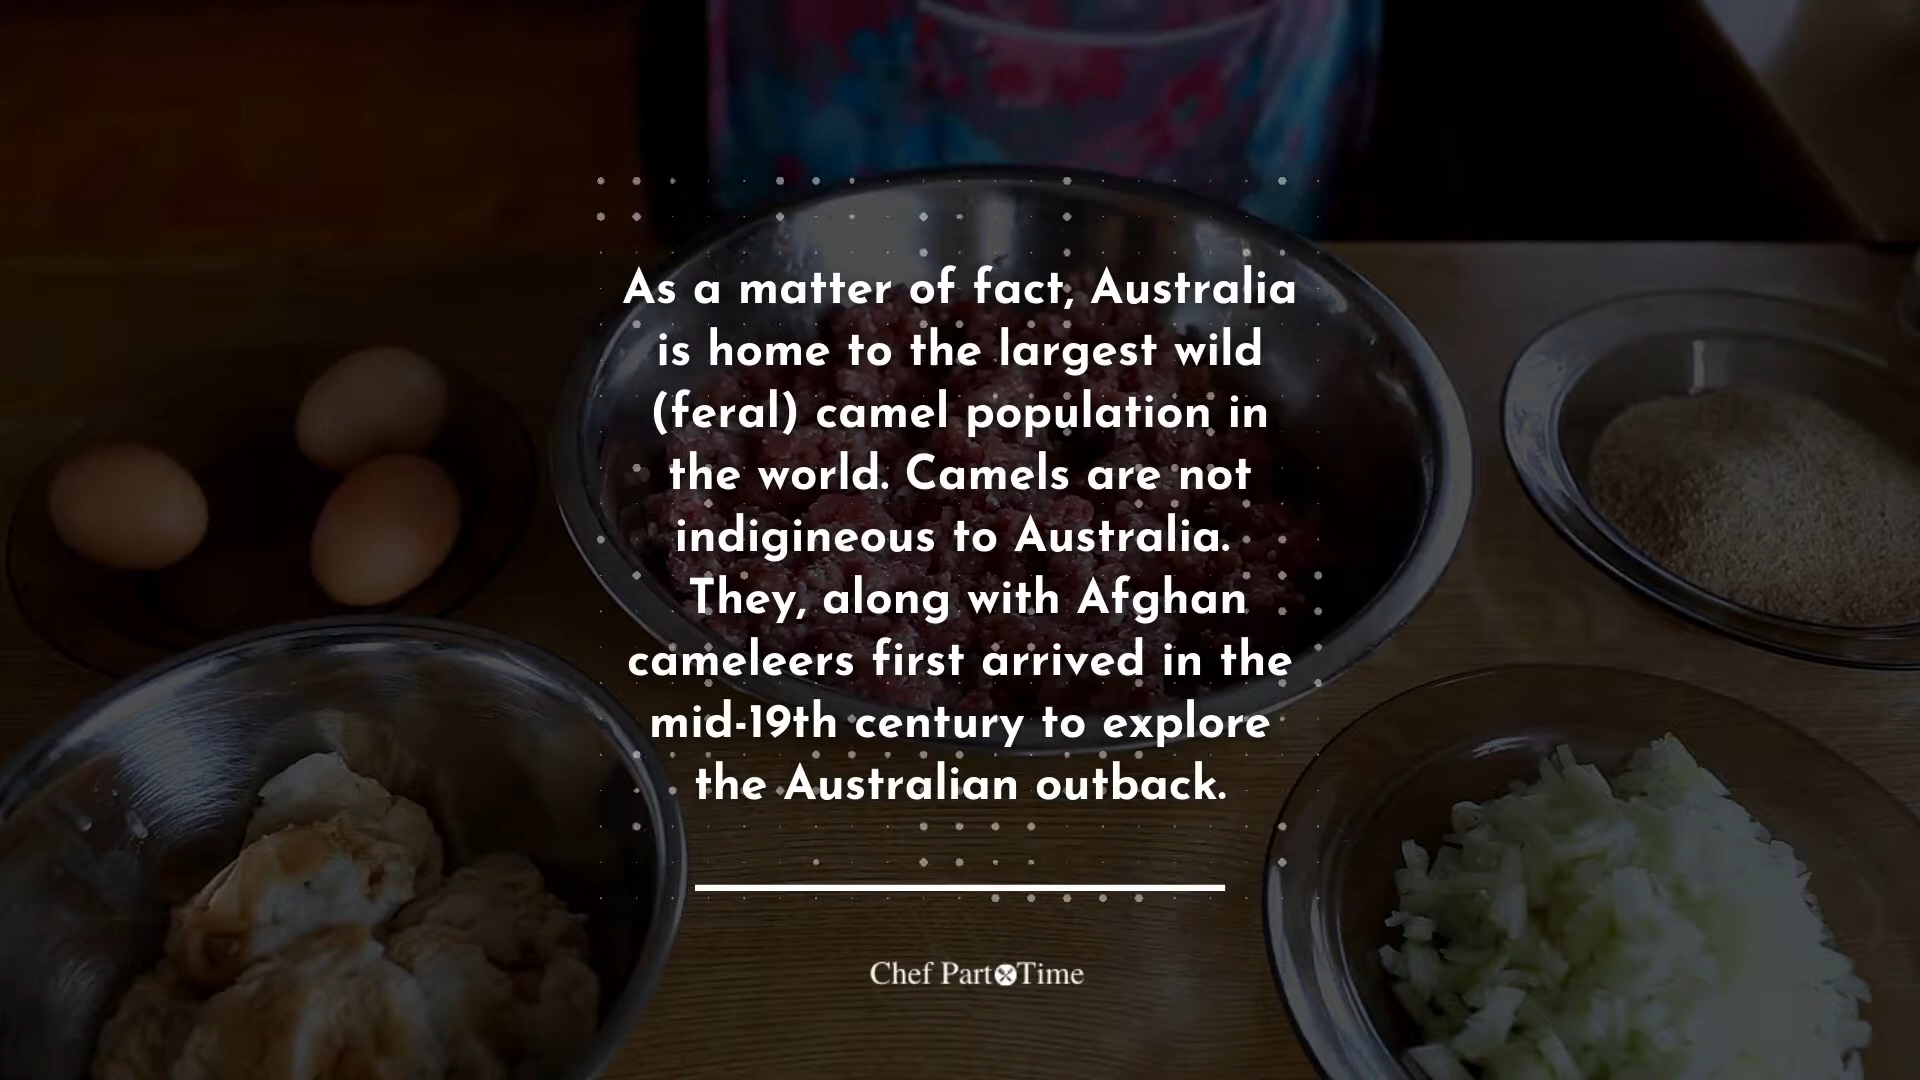 As a matter of fact, Australia
is home to the largest wild
(feral) camel population in
the world. Camels are not
indigineous to Australia.
They, along with Afghan
cameleers first arrived in the
mid-19th century to explore
the Australian outback.
Chef Part Time